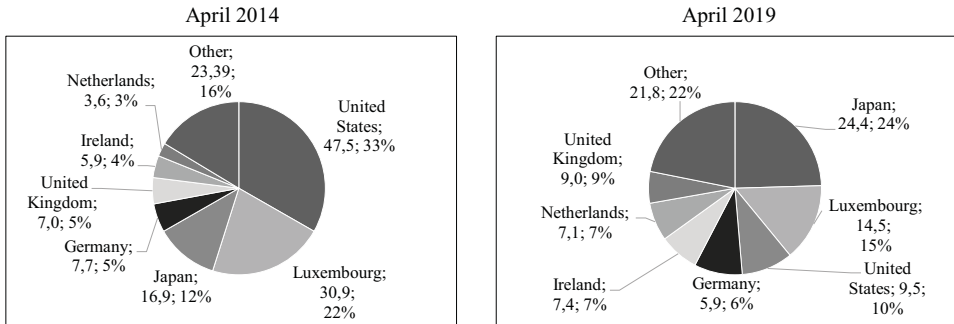 April 2014
Other;
23,39;
16%
United
States;
47,5; 33%
Luxembourg;
30,9;
22%
Japan;
16,9; 12%
Germany;
7,7; 5%
United
Kingdom;
7,0; 5%
Ireland;
5,9; 4%
Netherlands;
3,6; 3%
April 2019
Other;
21,8; 22%
Japan;
24,4; 24%
Luxembourg;
14,5;
15%
United
States; 9,5;
10%
Germany;
5,9; 6%
Ireland;
7,4; 7%
Netherlands;
7,1; 7%
United
Kingdom;
9,0; 9%